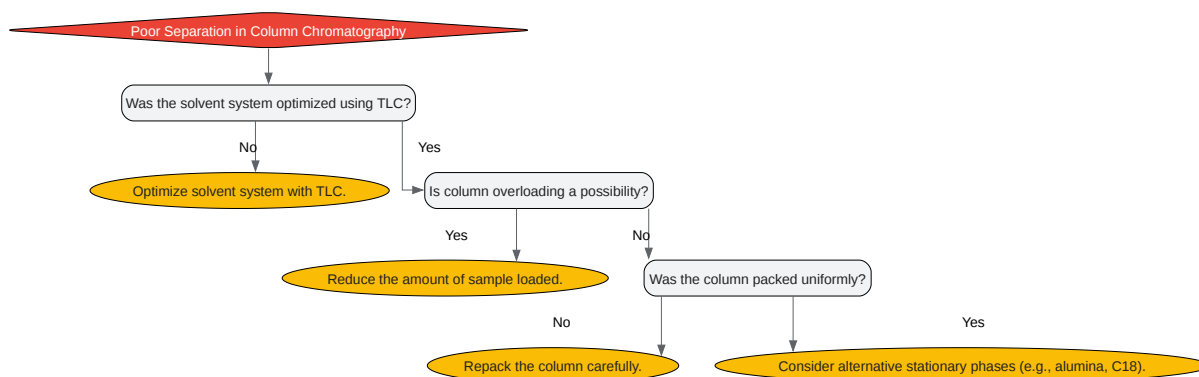 Poor Separation in Column Chromatography
Was the solvent system optimized using TLC?
No
Yes
Optimize solvent system with TLC.
Is column overloading a possibility?
Yes
No
Reduce the amount of sample loaded.
Was the column packed uniformly?
No
Yes
Repack the column carefully.
Consider alternative stationary phases (e.g., alumina, C18).